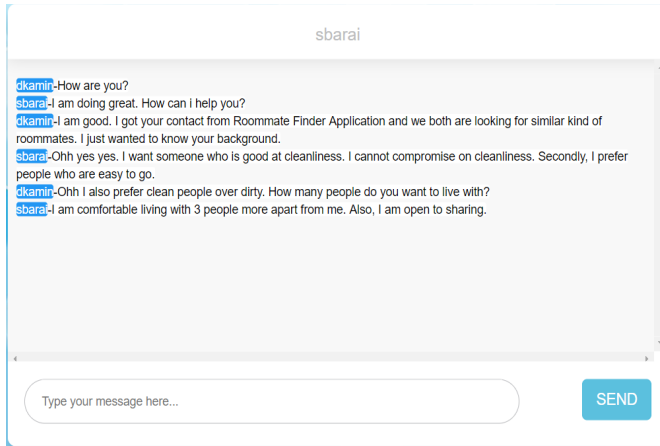 sbarai
dkamin-How are you?
sbarai-I am doing great. How can i help you?
dkamin-I am good. I got your contact from Roommate Finder Application and we both are looking for similar kind of
roommates. I just wanted to know your background.
sbarai-Ohh yes yes. I want someone who is good at cleanliness. I cannot compromise on cleanliness. Secondly, I prefer
people who are easy to go.
dkamin-Ohh I also prefer clean people over dirty. How many people do you want to live with?
sbarai-I am comfortable living with 3 people more apart from me. Also, I am open to sharing.
Type your message here...
SEND